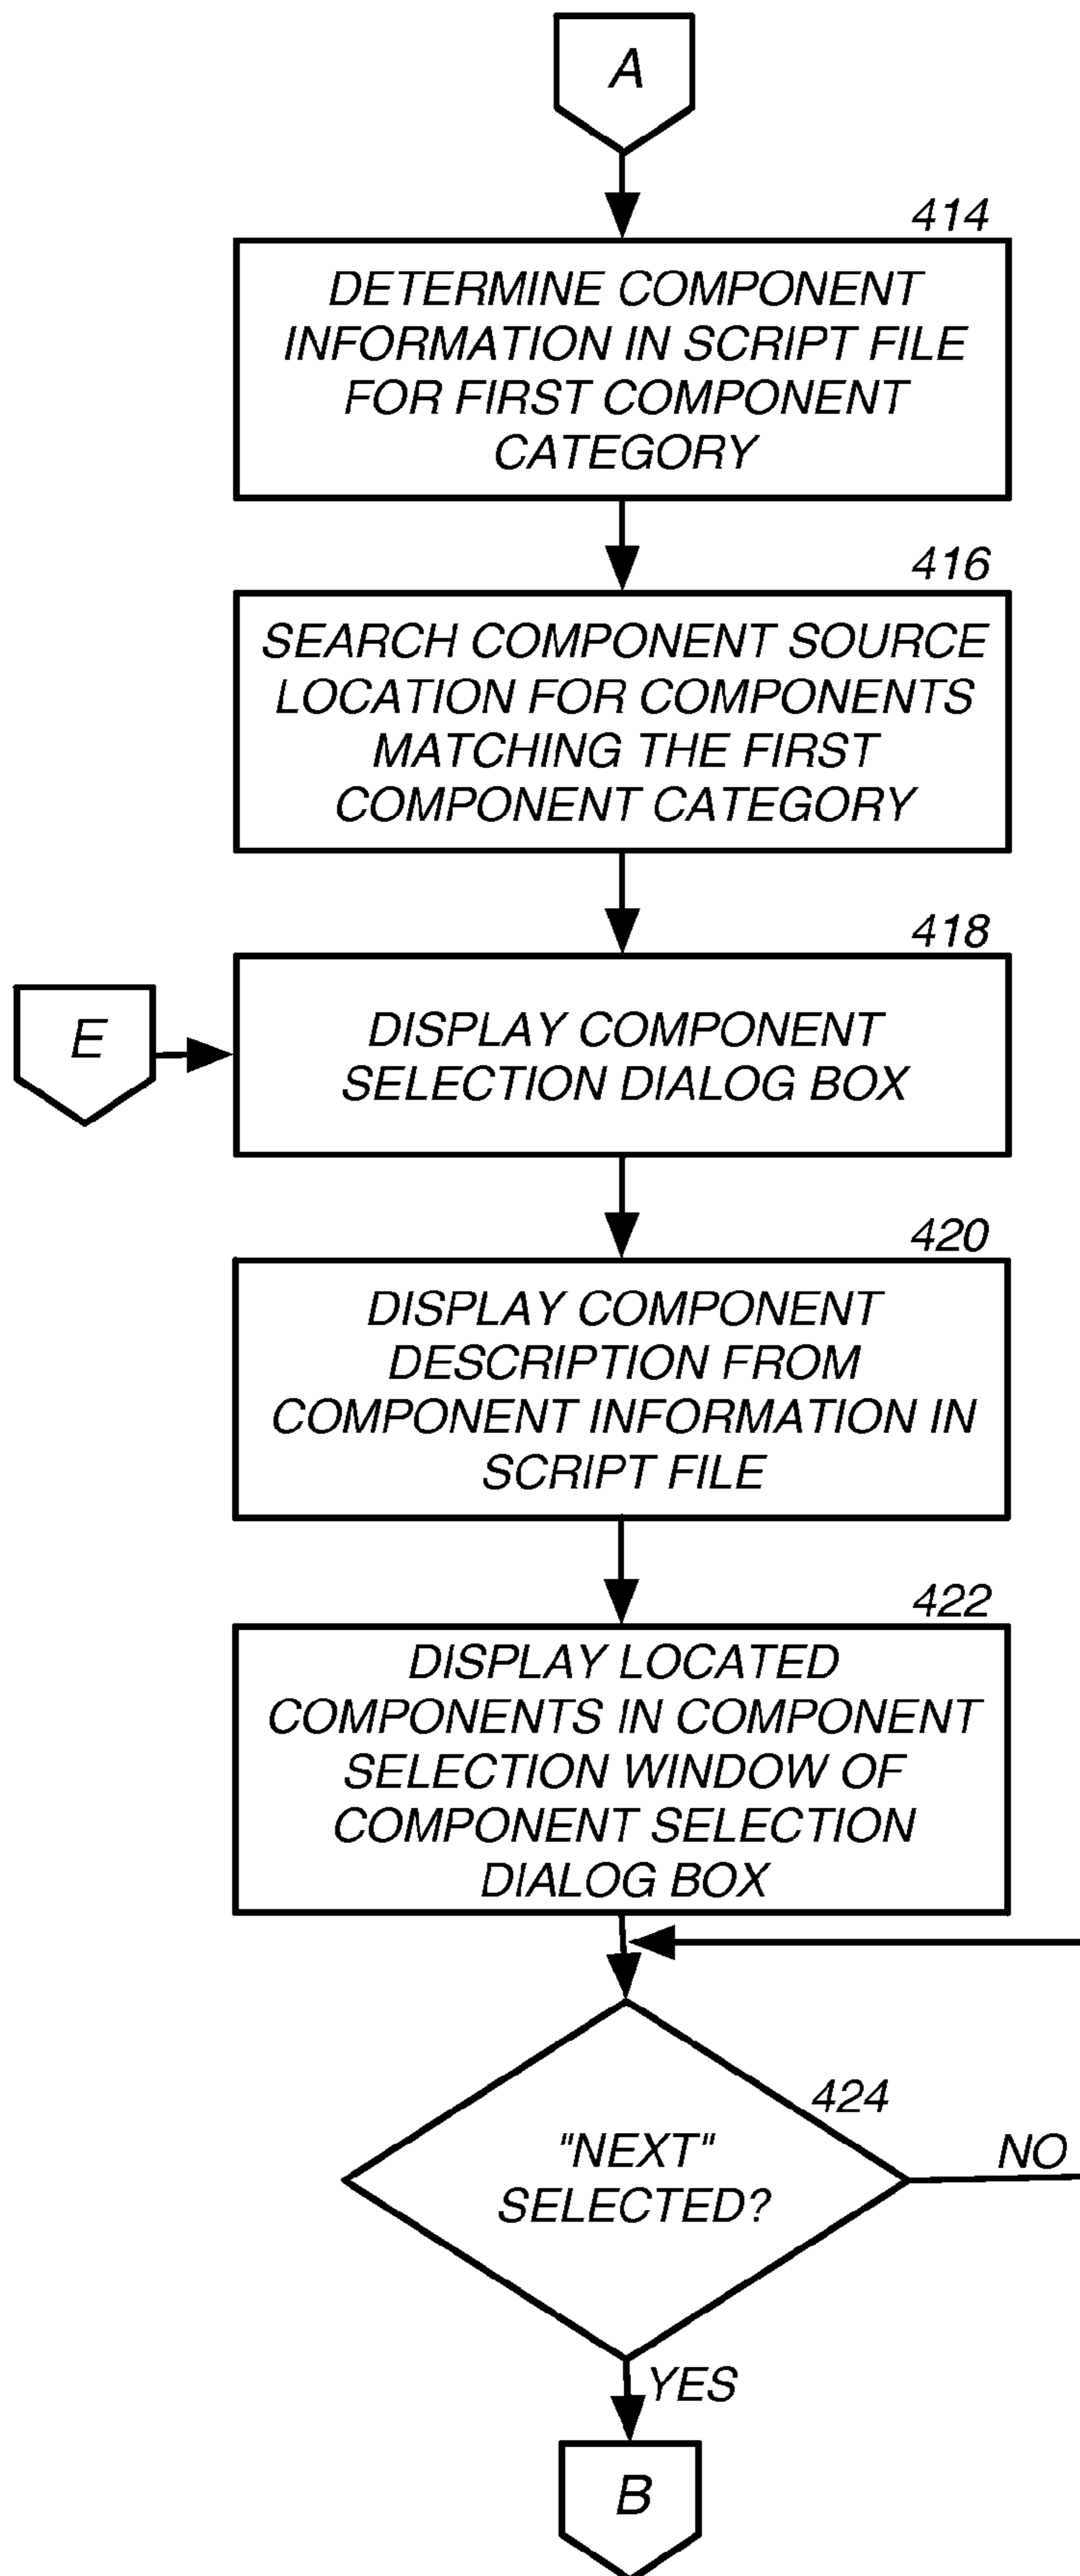 A
414
DETERMINE COMPONENT
INFORMATION IN SCRIPT FILE
FOR FIRST COMPONENT
CATEGORY
416
SEARCH COMPONENT SOURCE
LOCATION FOR COMPONENTS
MATCHING THE FIRST
COMPONENT CATEGORY
418
E
DISPLAY COMPONENT
SELECTION DIALOG BOX
420
DISPLAY COMPONENT
DESCRIPTION FROM
COMPONENT INFORMATION IN
SCRIPT FILE
422
DISPLAY LOCATED
COMPONENTS IN COMPONENT
SELECTION WINDOW OF
COMPONENT SELECTION
DIALOG BOX
424
"NEXT"
SELECTED?
NO
YES
B